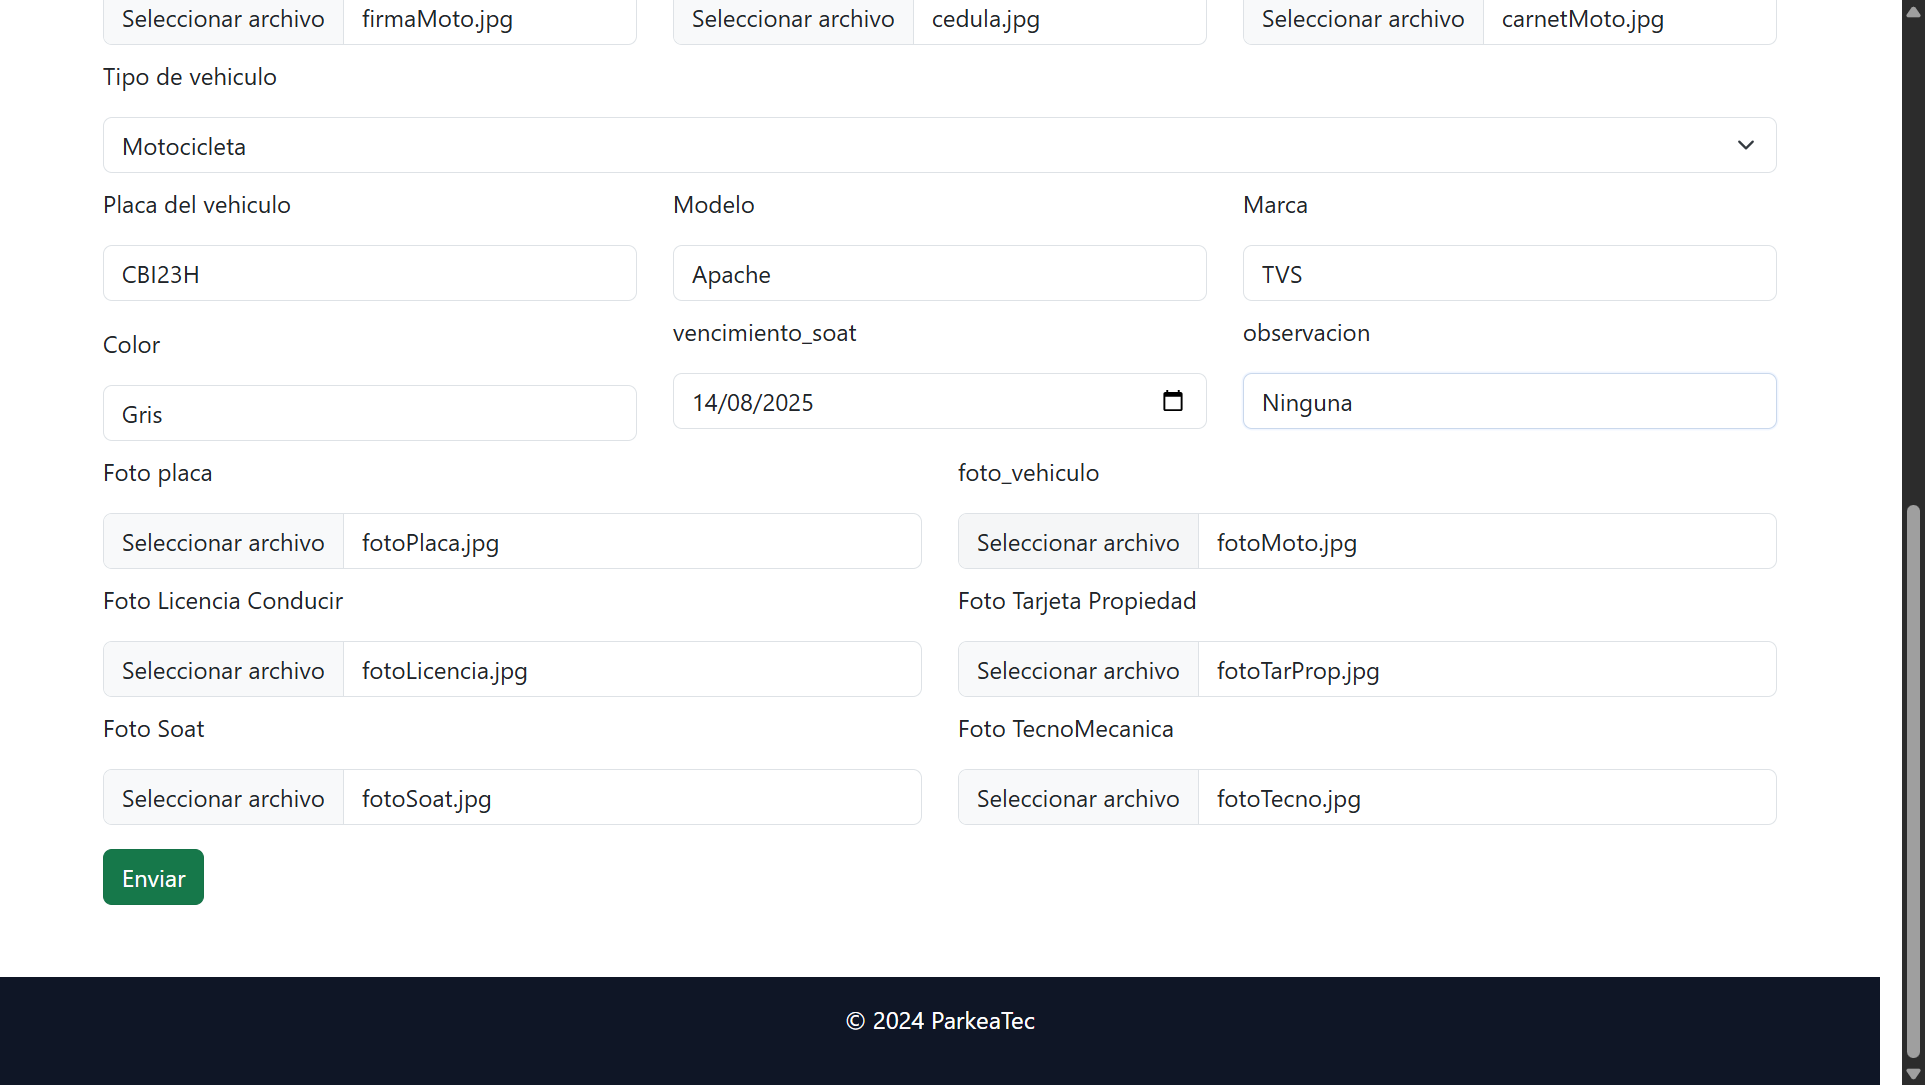 Seleccionar archivo firmaMoto.jpg Seleccionar archivo cedula.jpg Seleccionar archivo carnetMoto.jpg
Tipo de vehiculo
Motocicleta
Placa del vehiculo Modelo Marca
CBI23H Apache TVS
Color vencimiento_soat observacion
Gris 14/08/2025 Ninguna
Foto placa foto_vehiculo
Seleccionar archivo fotoPlaca.jpg Seleccionar archivo fotoMoto.jpg
Foto Licencia Conducir Foto Tarjeta Propiedad
Seleccionar archivo fotoLicencia.jpg Seleccionar archivo fotoTarProp.jpg
Foto Soat Foto TecnoMecanica
Seleccionar archivo fotoSoat.jpg Seleccionar archivo fotoTecno.jpg
Enviar
© 2024 ParkeaTec